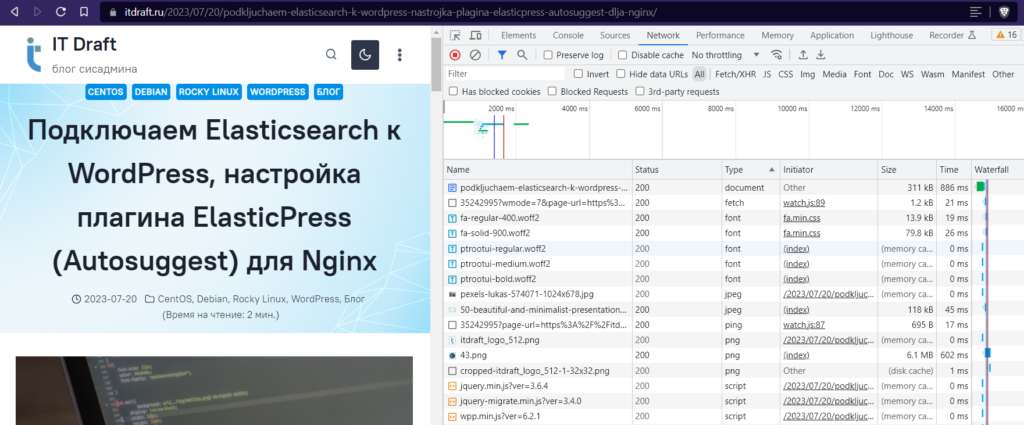 itdraft.ru/2023/07/20/podkljuchaem-elasticsearch-k-wordpress-nastrojka-plagina-elasticpress-autosuggest-dlja-nginx/
IT Draft
блог сисадмина
CENTOS DEBIAN ROCKY LINUX WORDPRESS БЛОГ
Подключаем Elasticsearch к
WordPress, настройка
плагина ElasticPress
(Autosuggest) для Nginx
2023-07-20 CentOS, Debian, Rocky Linux, WordPress, Блог
(Время на чтение: 2 мин.)
Elements Console Sources Network Performance Memory Application Lighthouse Recorder 16
Preserve log Disable cache No throttling
Filter Invert Hide data URLs All Fetch/XHR JS CSS Img Media Font Doc WS Wasm Manifest Other
Has blocked cookies Blocked Requests 3rd-party requests
2000 ms 4000 ms 6000 ms 8000 ms 10000 ms 12000 ms 14000 ms 16000 ms
Name Status Type Initiator Size Time Waterfall
podkljuchaem-elasticsearch-k-wordpress-... 200 document Other 311 kB 886 ms
35242995?wmode=7&page-url=https%3... 200 fetch watch.js:89 1.2 kB 21 ms
fa-regular-400.woff2 200 font fa.min.css 13.9 kB 19 ms
fa-solid-900.woff2 200 font fa.min.css 79.8 kB 26 ms
ptrootui-regular.woff2 200 font (index) (memory ca... 0 ms
ptrootui-medium.woff2 200 font (index) (memory ca... 0 ms
ptrootui-bold.woff2 200 font (index) (memory ca... 0 ms
pexels-lukas-574071-1024x678.jpg 200 jpeg /2023/07/20/podkljuc... (memory ca... 0 ms
50-beautiful-and-minimalist-presentation... 200 jpeg (index) 118 kB 45 ms
35242995?page-url=https%3A%2F%2Fitd... 200 ping watch.js:87 695 B 17 ms
itdraft_logo_512.png 200 png /2023/07/20/podkljuc... (memory ca... 0 ms
43.png 200 png (index) 6.1 MB 602 ms
cropped-itdraft_logo_512-1-32x32.png 200 png Other (disk cache) 1 ms
jquery.min.js?ver=3.6.4 200 script /2023/07/20/podkljuc... (memory ca... 0 ms
jquery-migrate.min.js?ver=3.4.0 200 script /2023/07/20/podkljuc... (memory ca... 0 ms
wpp.min.js?ver=6.2.1 200 script /2023/07/20/podkljuc... (memory ca... 0 ms